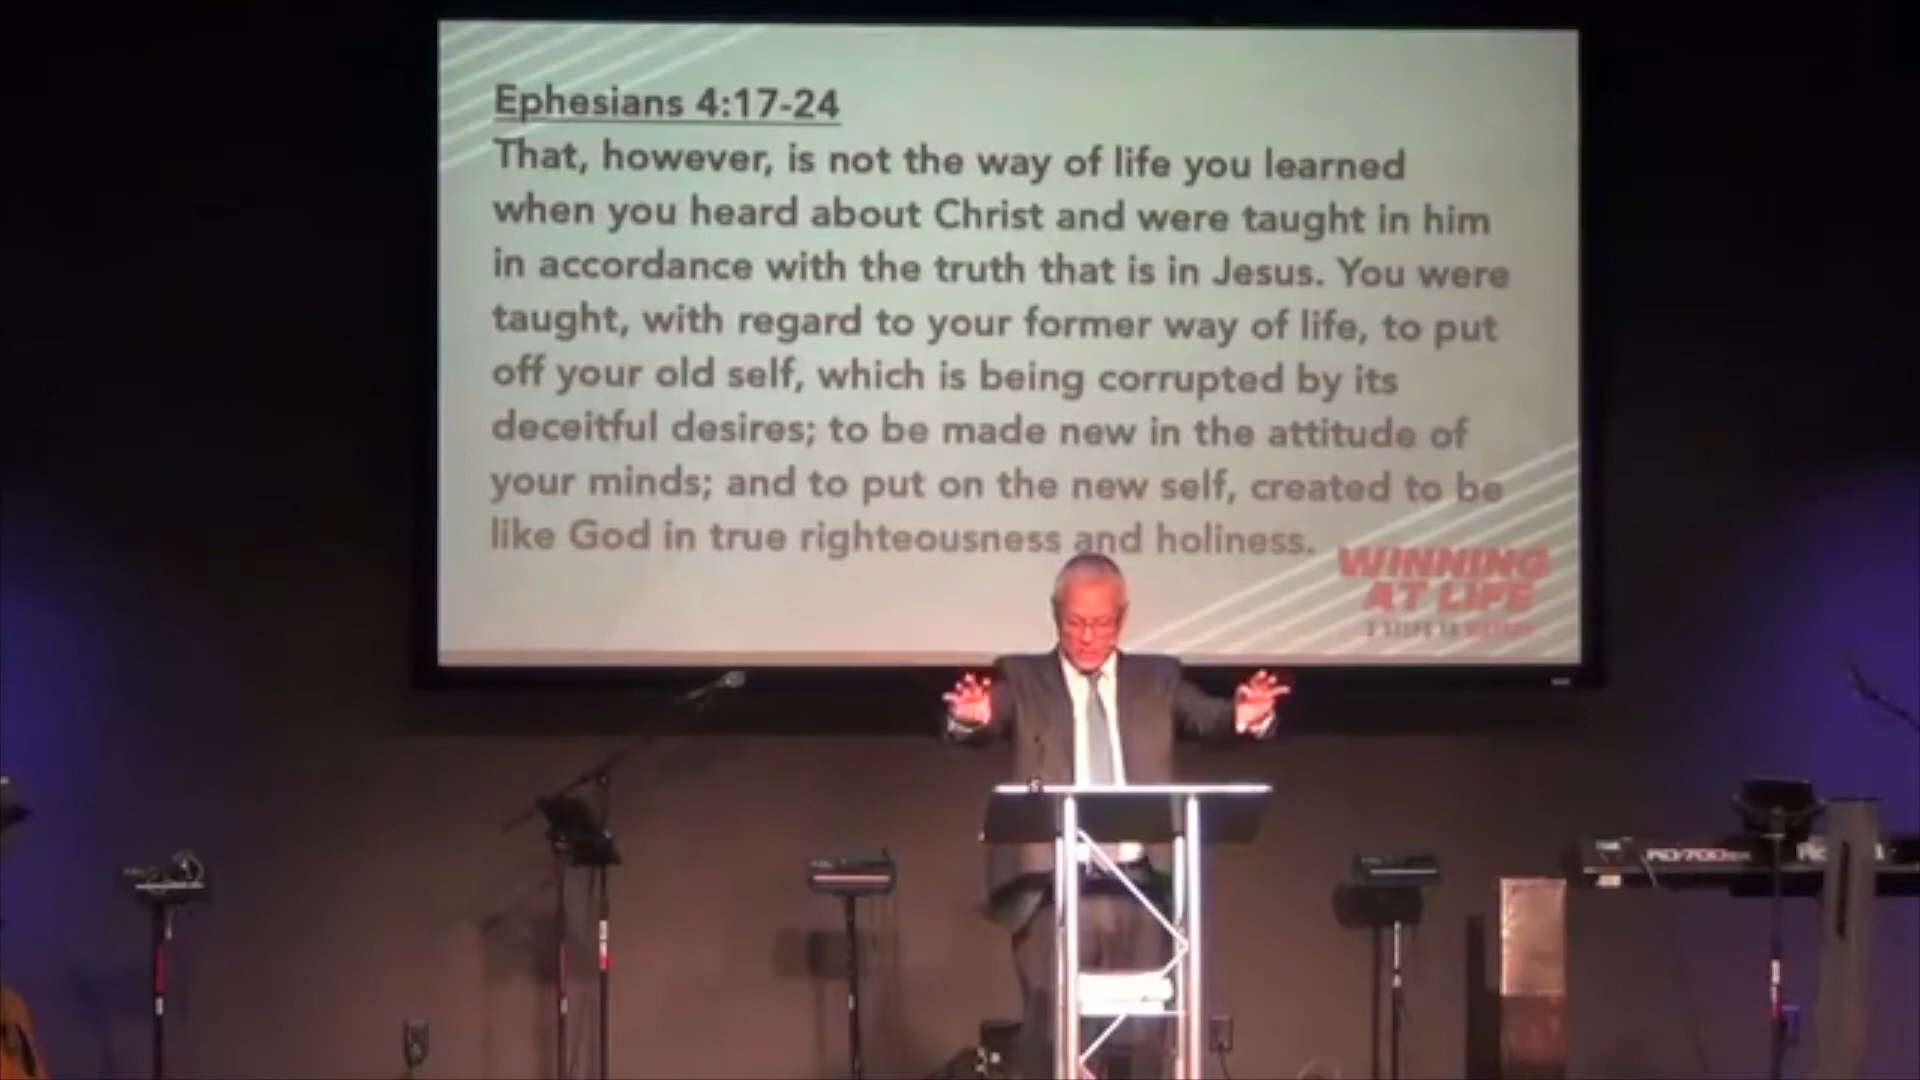 Ephesians 4:17-24
That, however, is not the way of life you learned
when you heard about Christ and were taught in him
in accordance with the truth that is in Jesus. You were
taught, with regard to your former way of life, to put
off your old self, which is being corrupted by its
deceitful desires; to be made new in the attitude of
your minds; and to put on the new self, created to be
like God in true righteousness and holiness.
WINNING
AT LIFE